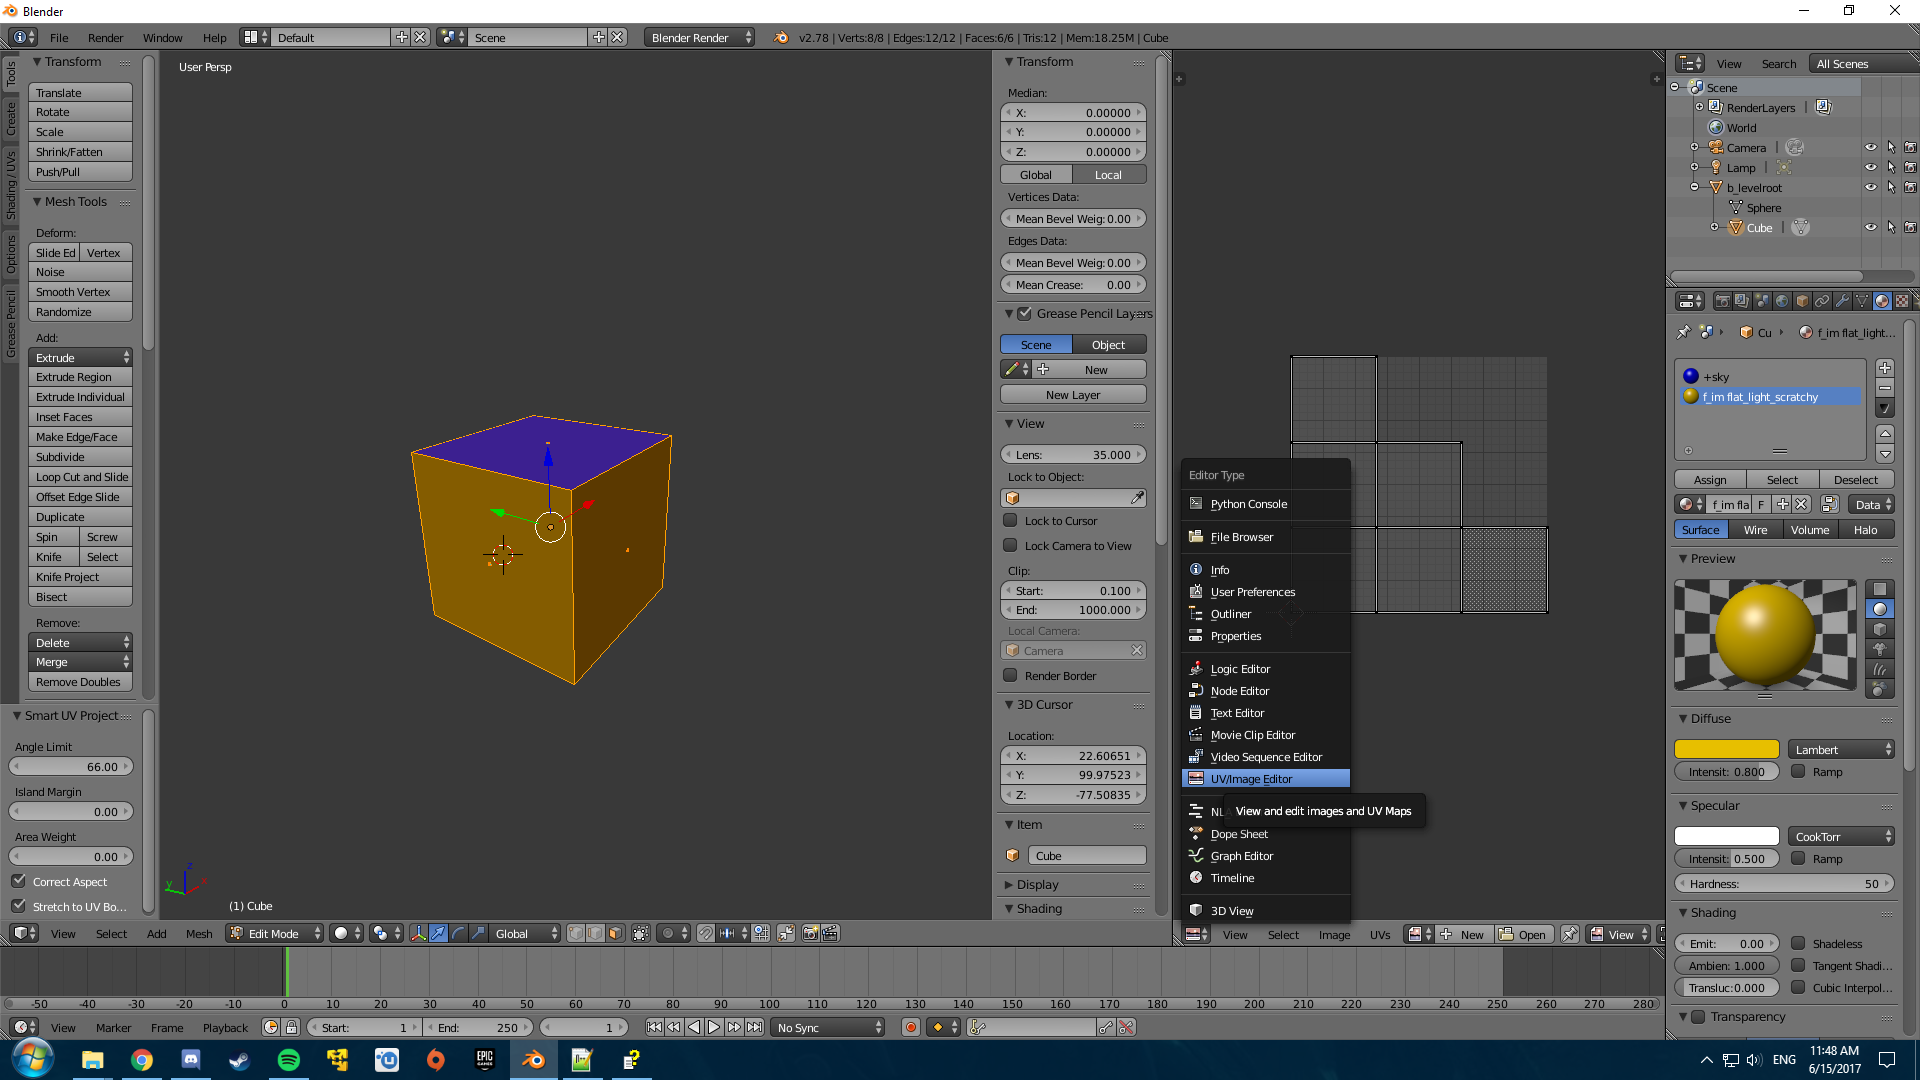 Blender
File Render Window Help Default Scene Blender Render v2.78 | Verts:8/8 | Edges:12/12 | Faces:6/6 | Tris:12 | Mem:18.25M | Cube
Tools
Create
Shading / UVs
Options
Grease Pencil
Transform
Translate
Rotate
Scale
Shrink/Fatten
Push/Pull
Mesh Tools
Deform:
Slide Ed Vertex
Noise
Smooth Vertex
Randomize
Add:
Extrude
Extrude Region
Extrude Individual
Inset Faces
Make Edge/Face
Subdivide
Loop Cut and Slide
Offset Edge Slide
Duplicate
Spin Screw
Knife Select
Knife Project
Bisect
Remove:
Delete
Merge
Remove Doubles
Smart UV Project
Angle Limit
66.00
Island Margin
0.00
Area Weight
0.00
Correct Aspect
Stretch to UV Bo...
User Persp
(1) Cube
z
y
Transform
Median:
X: 0.00000
Y: 0.00000
Z: 0.00000
Global Local
Vertices Data:
Mean Bevel Weig: 0.00
Edges Data:
Mean Bevel Weig: 0.00
Mean Crease: 0.00
Grease Pencil Layers
Scene Object
New
New Layer
View
Lens: 35.000
Lock to Object:
Lock to Cursor
Lock Camera to View
Clip:
Start: 0.100
End: 1000.000
Local Camera:
Camera
Render Border
3D Cursor
Location:
X: 22.60651
Y: 99.97523
Z: -77.50835
Item
Cube
Display
Shading
Editor Type
Python Console
File Browser
Info
User Preferences
Outliner
Properties
Logic Editor
Node Editor
Text Editor
Movie Clip Editor
Video Sequence Editor
UV/Image Editor
View and edit images and UV Maps
Dope Sheet
Graph Editor
Timeline
3D View
View Search All Scenes
Scene
RenderLayers
World
Camera
Lamp
b_levelroot
Sphere
Cube
Cu f_im flat_light...
+sky
f_im flat_light_scratchy
Assign Select Deselect
f_im fla F Data
Surface Wire Volume Halo
Preview
Diffuse
Lambert
Intensit: 0.800 Ramp
Specular
CookTorr
Intensit: 0.500 Ramp
Hardness: 50
Shading
Emit: 0.00 Shadeless
Ambien: 1.000 Tangent Shadi...
Transluc:0.000 Cubic Interpol...
Transparency
View Select Add Mesh Edit Mode Global
View Select Image UVs New Open View
-50 -40 -30 -20 -10 0 10 20 30 40 50 60 70 80 90 100 110 120 130 140 150 160 170 180 190 200 210 220 230 240 250 260 270 280
View Marker Frame Playback Start: 1 End: 250 1 No Sync
EPIC GAMES
ENG
11:48 AM
6/15/2017